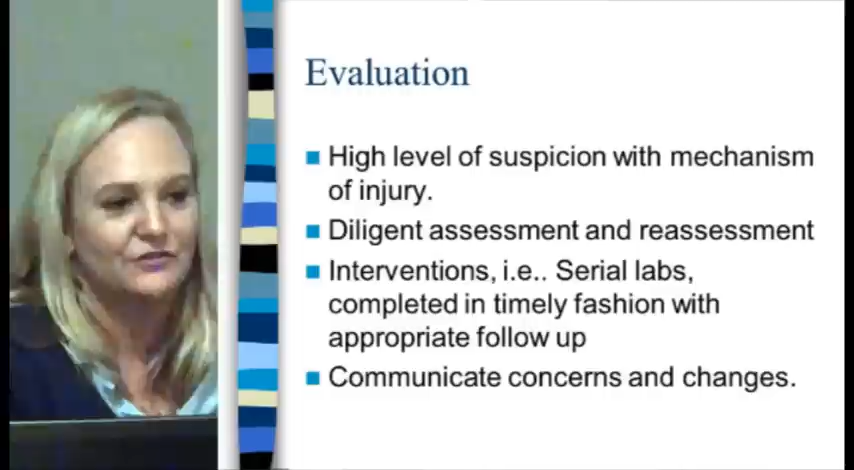 Evaluation
High level of suspicion with mechanism
of injury.
Diligent assessment and reassessment
Interventions, i.e.. Serial labs,
completed in timely fashion with
appropriate follow up
Communicate concerns and changes.